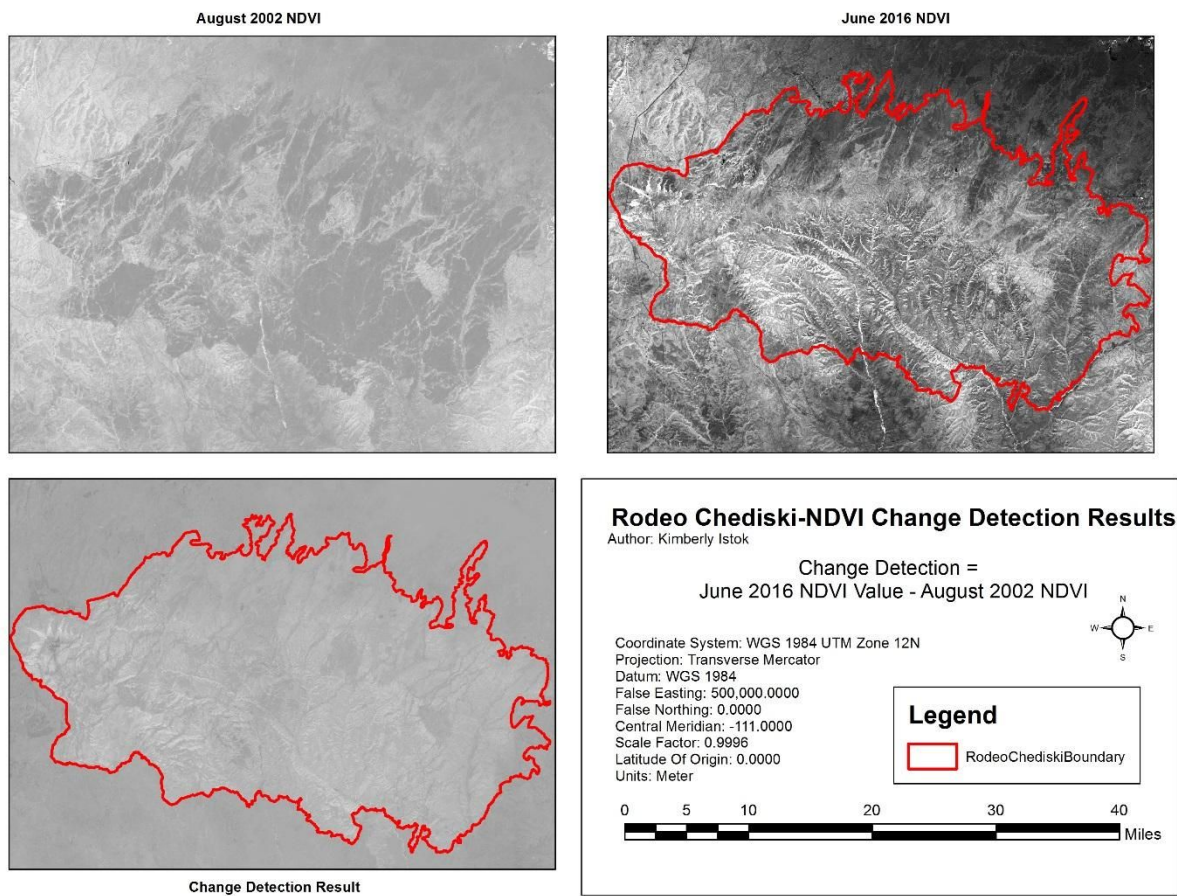 August 2002 NDVI
June 2016 NDVI
Change Detection Result
Rodeo Chediski-NDVI Change Detection Results
Author: Kimberly Istok
Change Detection =
June 2016 NDVI Value - August 2002 NDVI
N
W E
S
Coordinate System: WGS 1984 UTM Zone 12N
Projection: Transverse Mercator
Datum: WGS 1984
False Easting: 500,000.0000
False Northing: 0.0000
Central Meridian: -111.0000
Scale Factor: 0.9996
Latitude Of Origin: 0.0000
Units: Meter
Legend
RodeoChediskiBoundary
0 5 10 20 30 40
Miles